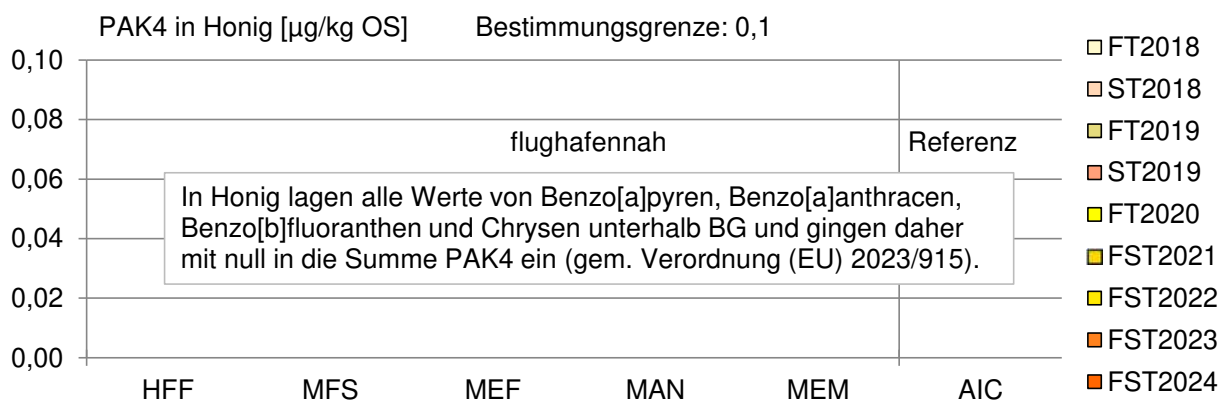 PAK4 in Honig [µg/kg OS] Bestimmungsgrenze: 0,1
0,10
0,08
0,06
0,04
0,02
0,00
flughafennah
Referenz
In Honig lagen alle Werte von Benzo[a]pyren, Benzo[a]anthracen,
Benzo[b]fluoranthen und Chrysen unterhalb BG und gingen daher
mit null in die Summe PAK4 ein (gem. Verordnung (EU) 2023/915).
HFF MFS MEF MAN MEM AIC
FT2018
ST2018
FT2019
ST2019
FT2020
FST2021
FST2022
FST2023
FST2024